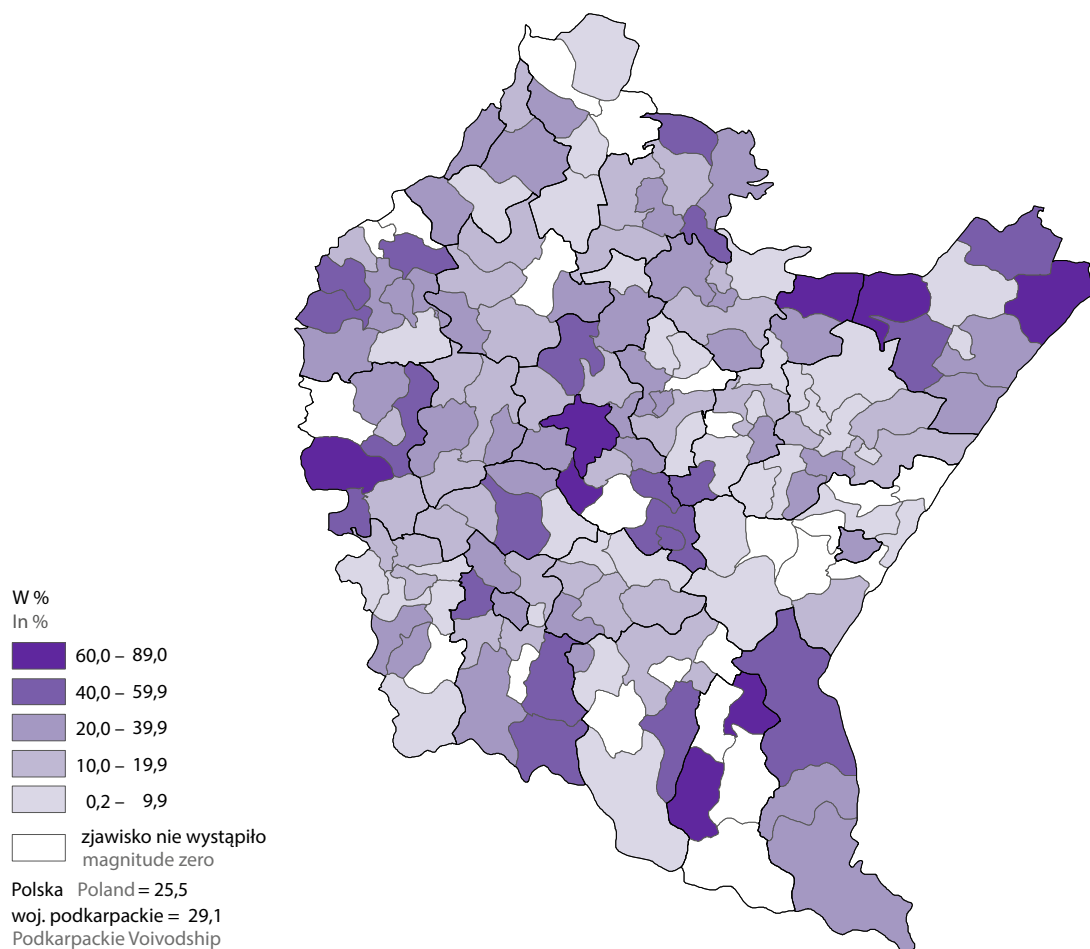 W %
In %
60,0 – 89,0
40,0 – 59,9
20,0 – 39,9
10,0 – 19,9
0,2 – 9,9
zjawisko nie wystąpiło
magnitude zero
Polska Poland = 25,5
woj. podkarpackie = 29,1
Podkarpackie Voivodship